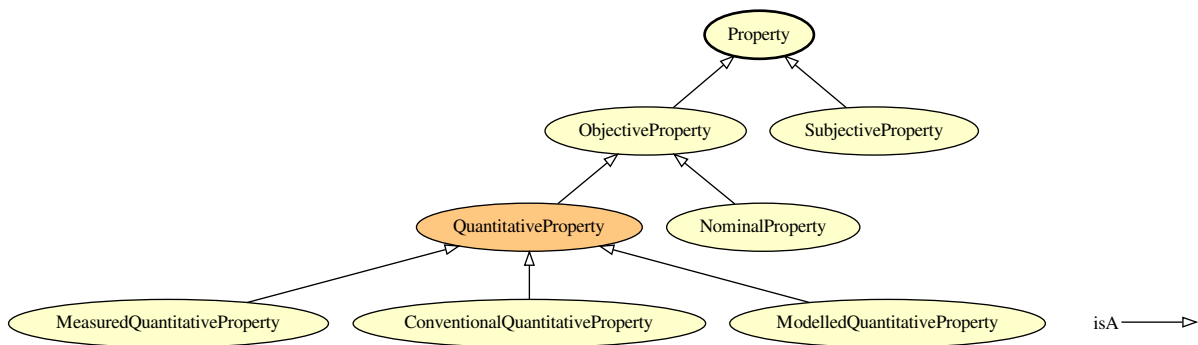 Property
ObjectiveProperty
SubjectiveProperty
QuantitativeProperty
NominalProperty
MeasuredQuantitativeProperty
ConventionalQuantitativeProperty
ModelledQuantitativeProperty
isA